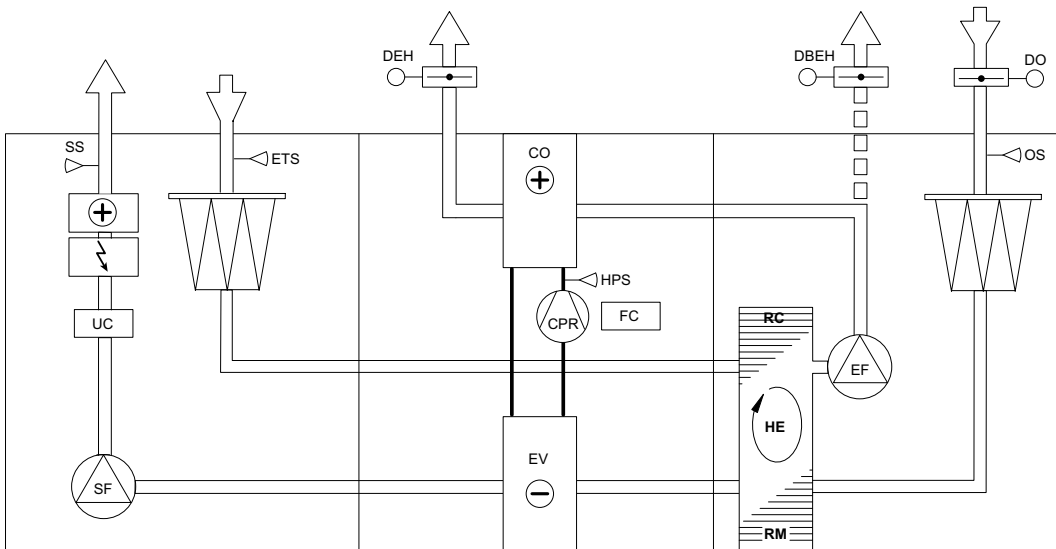 DEH
DBEH
DO
SS
ETS
CO
OS
HPS
UC
CPR
FC
RC
EF
HE
EV
SF
RM